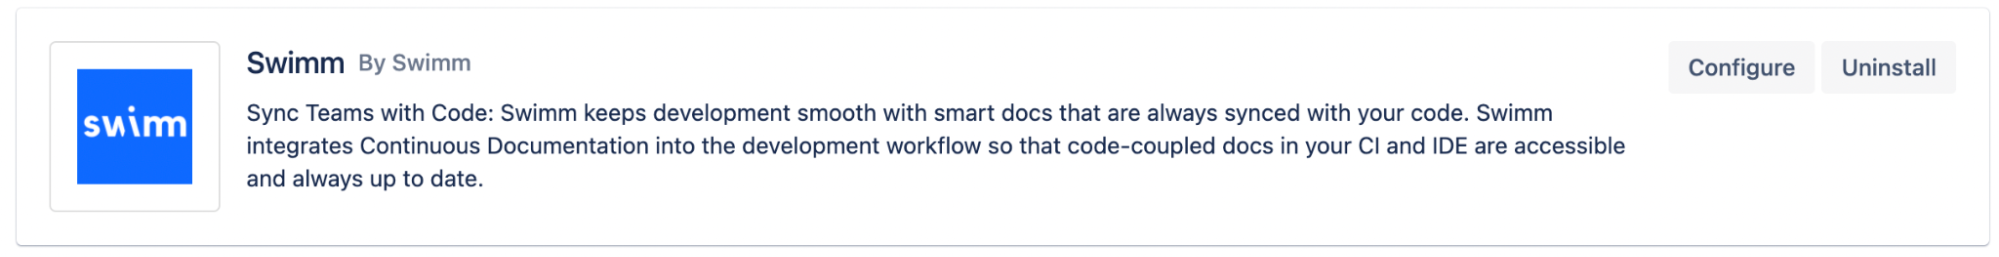 swimm
Swimm By Swimm
Configure
Uninstall
Sync Teams with Code: Swimm keeps development smooth with smart docs that are always synced with your code. Swimm
integrates Continuous Documentation into the development workflow so that code-coupled docs in your CI and IDE are accessible
and always up to date.